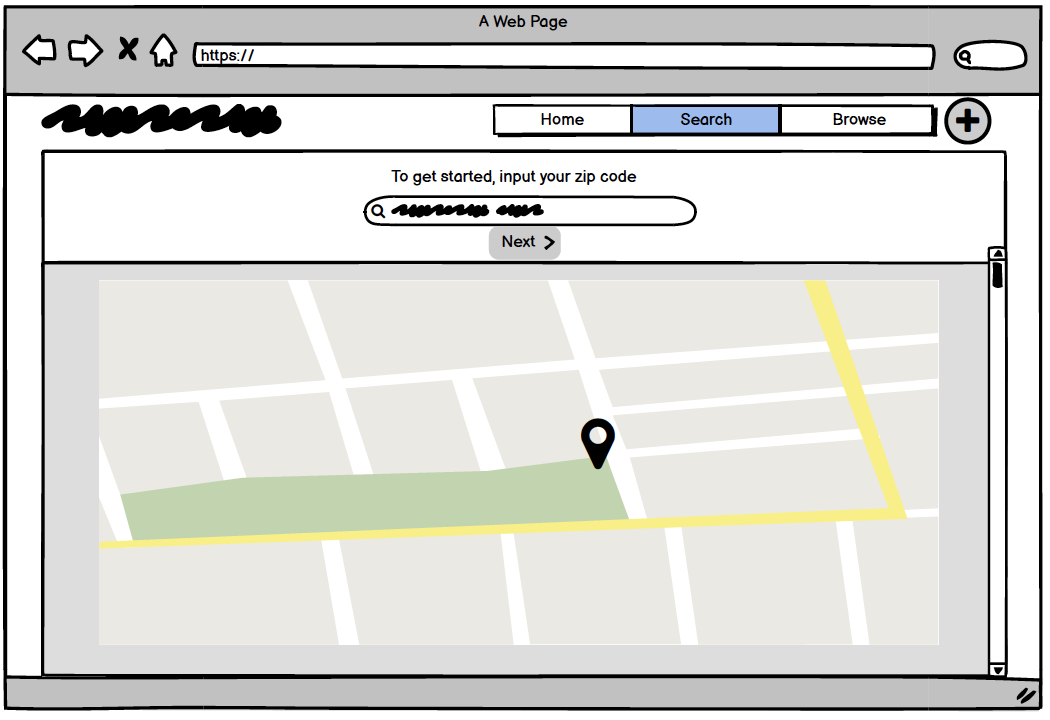 A Web Page
https://
Home Search Browse
To get started, input your zip code
Next